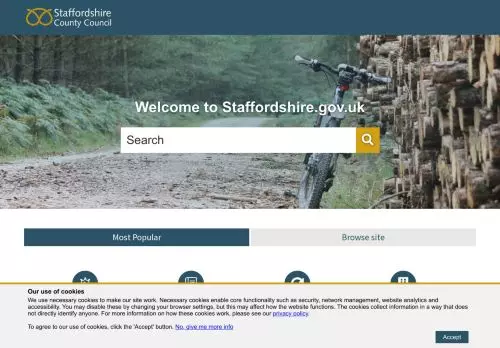 Staffordshire
County Council
Welcome to Staffordshire.gov.uk
Search
Most Popular
Browse site
Our use of cookies
We use necessary cookies to make our site work. Necessary cookies enable core functionality such as security, network management, website analytics and
accessibility. You may disable these by changing your browser settings, but this may affect how the website functions. The cookies collect information in a way that does
not directly identify anyone. For more information on how these cookies work, please see our privacy policy.
To agree to our use of cookies, click the 'Accept' button. No, give me more info
Accept